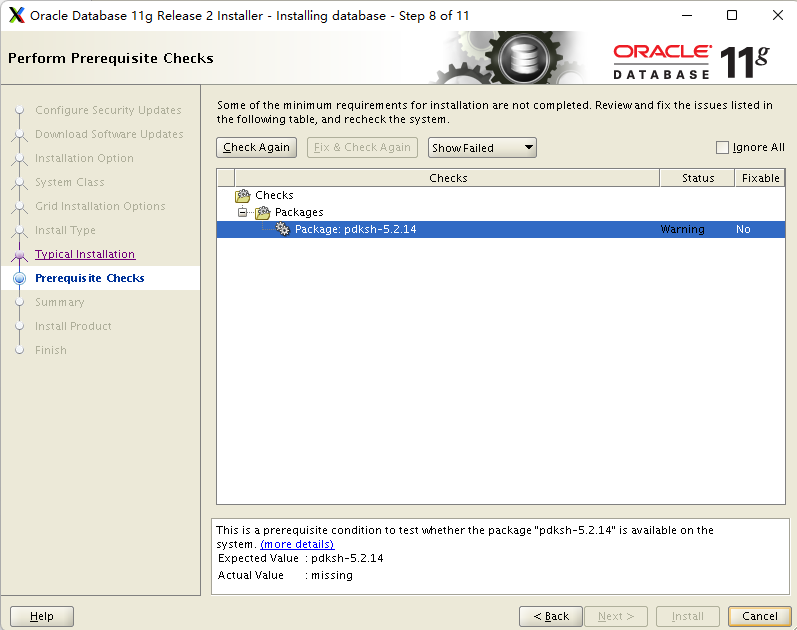 Oracle Database 11g Release 2 Installer - Installing database - Step 8 of 11
Perform Prerequisite Checks
ORACLE
DATABASE
11g
Configure Security Updates
Download Software Updates
Installation Option
System Class
Grid Installation Options
Install Type
Typical Installation
Prerequisite Checks
Summary
Install Product
Finish
Some of the minimum requirements for installation are not completed. Review and fix the issues listed in
the following table, and recheck the system.
Check Again
Fix & Check Again
Show Failed
Ignore All
Checks Status Fixable
Checks
Packages
Package: pdksh-5.2.14 Warning No
This is a prerequisite condition to test whether the package "pdksh-5.2.14" is available on the
system. (more details)
Expected Value : pdksh-5.2.14
Actual Value : missing
Help
< Back
Next >
Install
Cancel